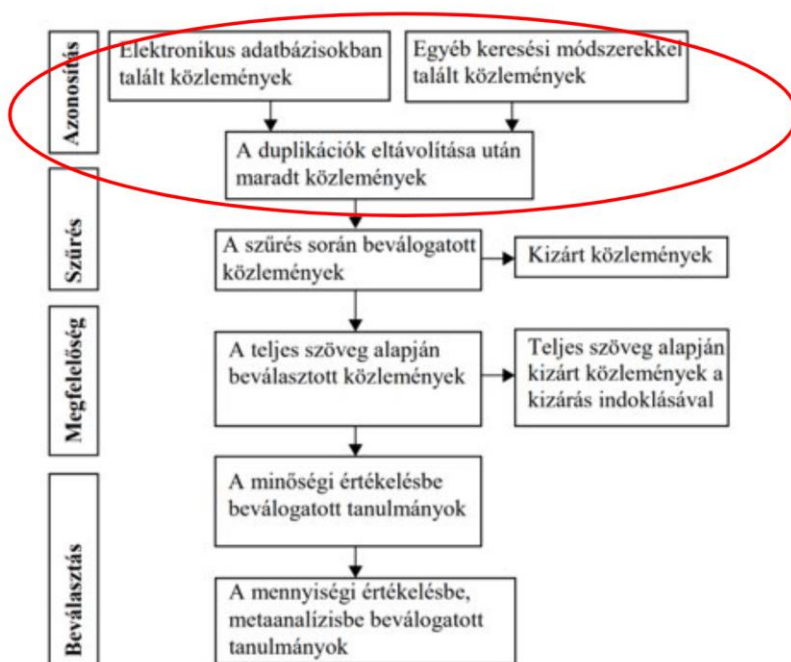 Azonosítás
Elektronikus adatbázisokban
talált közlemények
Egyéb keresési módszerekkel
talált közlemények
A duplikációk eltávolítása után
maradt közlemények
Szűrés
A szűrés során beválogatott
közlemények
Kizárt közlemények
Megfelelőség
A teljes szöveg alapján
beválasztott közlemények
Teljes szöveg alapján
kizárt közlemények a
kizárás indoklásával
Beválasztás
A minőségi értékelésbe
beválogatott tanulmányok
A mennyiségi értékelésbe,
metaanalízisbe beválogatott
tanulmányok